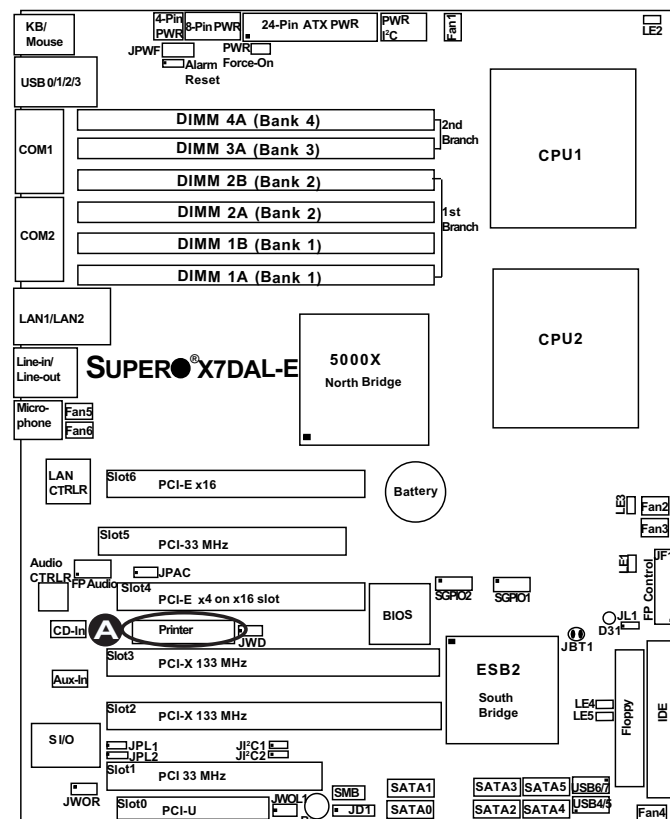 KB/
Mouse
4-Pin
PWR
8-Pin PWR
24-Pin ATX PWR
PWR
I²C
Fan1
LE2
JPWF
Alarm
Reset
PWR
Force-On
USB 0/1/2/3
COM1
DIMM 4A (Bank 4)
DIMM 3A (Bank 3)
DIMM 2B (Bank 2)
DIMM 2A (Bank 2)
DIMM 1B (Bank 1)
DIMM 1A (Bank 1)
2nd
Branch
1st
Branch
CPU1
COM2
LAN1/LAN2
CPU2
Line-in/
Line-out
SUPER●® X7DAL-E
5000X
North Bridge
Micro-
phone
Fan5
Fan6
LAN
CTRLR
Slot6
PCI-E x16
Battery
LE3
Fan2
Fan3
Slot5
PCI-33 MHz
Audio
CTRLR
FP Audio
JPAC
LE1
JF1
FP Control
Slot4
PCI-E x4 on x16 slot
BIOS
SGPIO2
SGPIO1
CD-In
A
Printer
JWD
JL1
D31
JBT1
Slot3
PCI-X 133 MHz
Aux-In
ESB2
South
Bridge
Slot2
PCI-X 133 MHz
LE4
LE5
Floppy
IDE
S I/O
JPL1
JPL2
JI²C1
JI²C2
Slot1
PCI 33 MHz
JWOR
Slot0
PCI-U
JWOL1
SMB
JD1
SATA1
SATA0
SATA3
SATA2
SATA5
SATA4
USB6/7
USB4/5
Fan4